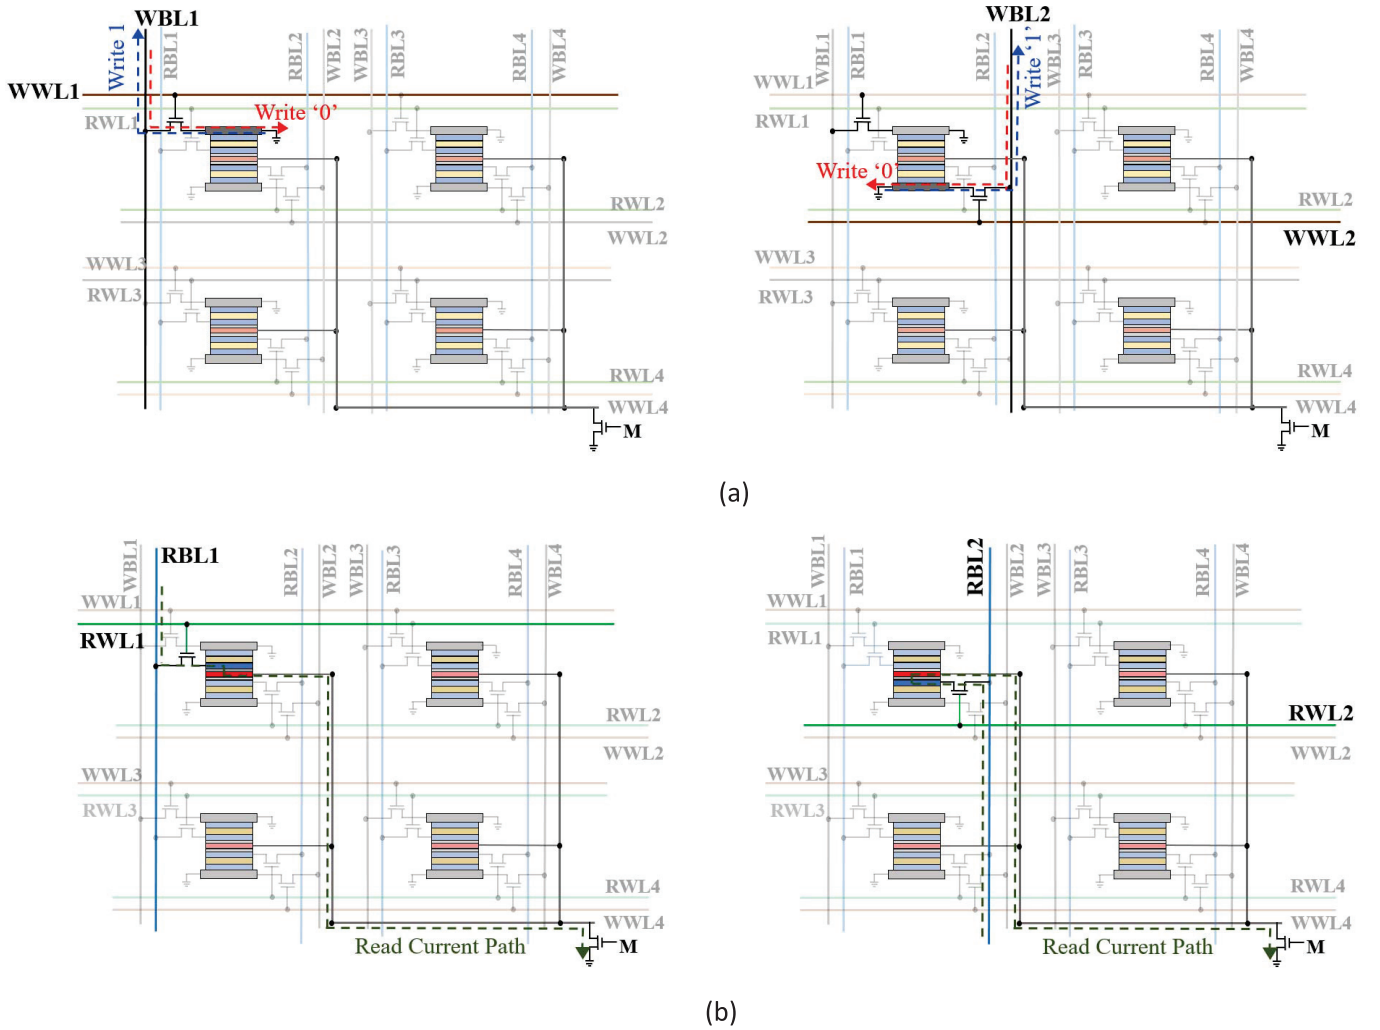 WBL1
Write 1
RBL1
RBL2
WBL2
WBL3
RBL3
RBL4
WBL4
WWL1
RWL1
Write ‘0’
RWL2
WWL2
WWL3
RWL3
RWL4
WWL4
M
WBL2
WBL1
RBL1
RBL2
Write ‘1’
WBL3
RBL3
RBL4
WBL4
WWL1
RWL1
Write ‘0’
RWL2
WWL2
WWL3
RWL3
RWL4
WWL4
M
(a)
WBL1
RBL1
RBL2
WBL2
WBL3
RBL3
RBL4
WBL4
WWL1
RWL1
RWL2
WWL2
WWL3
RWL3
RWL4
WWL4
Read Current Path
M
WBL1
RBL1
RBL2
WBL2
WBL3
RBL3
RBL4
WBL4
WWL1
RWL1
RWL2
WWL2
WWL3
RWL3
RWL4
WWL4
Read Current Path
M
(b)